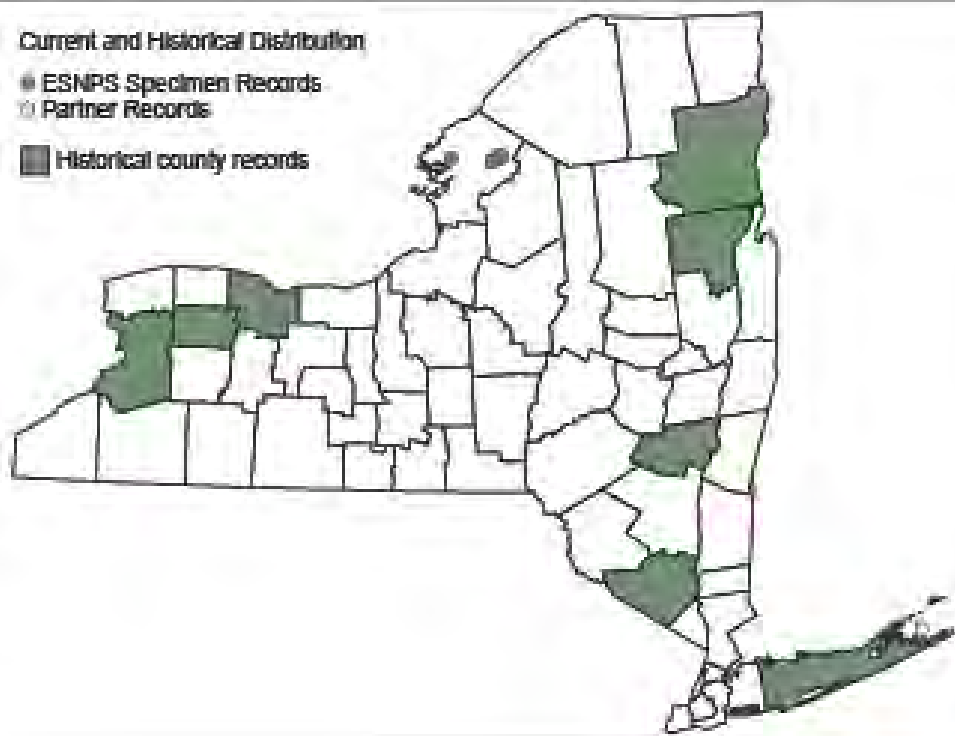 Current and Historical Distribution
ESNPS Specimen Records
Partner Records
Historical county records